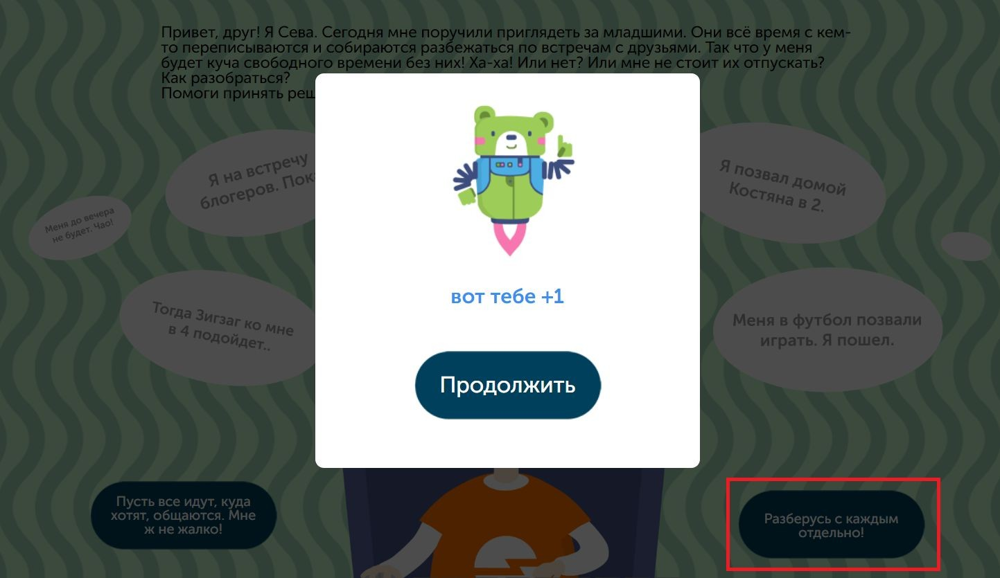 Привет, друг! Я Сева. Сегодня мне поручили приглядеть за младшими. Они всё время с кем-
то переписываются и собираются разбежаться по встречам с друзьями. Так что у меня
будет куча свободного времени без них! Ха-ха! Или нет? Или мне не стоит их отпускать?
Как разобраться?
Помоги принять
Я на встречу
блогеров.
Я позвал домой
Костяна в 2.
Меня до вечера
не будет. Чао!
вот тебе +1
Тогда Зигзаг ко мне
в 4 подойдет..
Меня в футбол позвали
играть. Я пошел.
Продолжить
Пусть все идут, куда
хотят, общаются. Мне
ж не жалко!
Разберусь с каждым
отдельно!